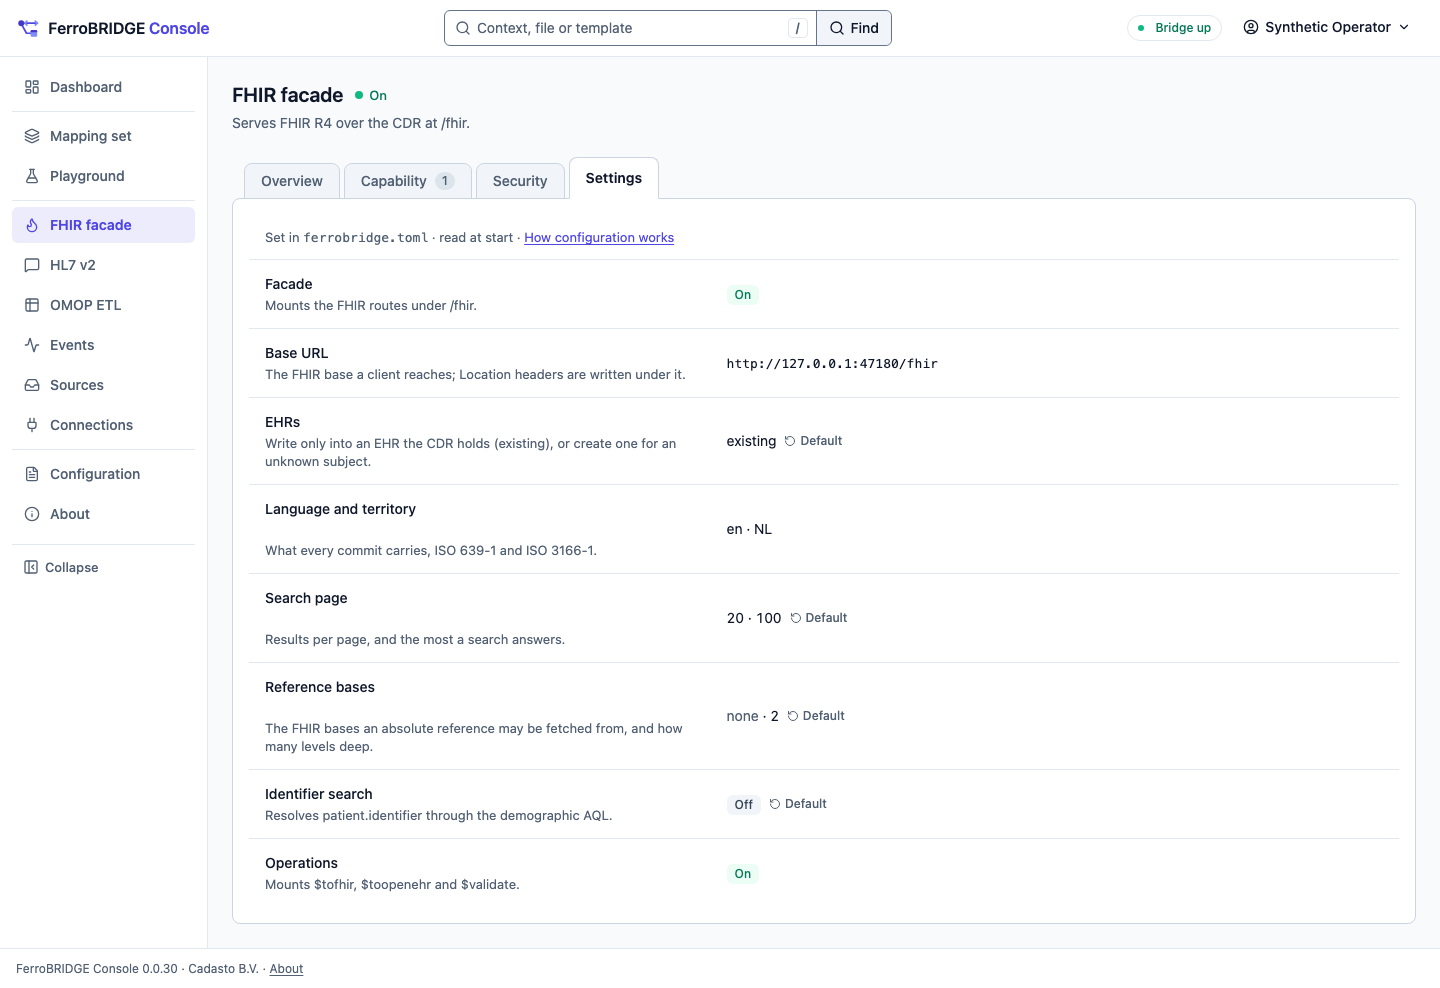 FerroBRIDGE Console
Context, file or template
/
Find
Bridge up
Synthetic Operator
Dashboard
Mapping set
Playground
FHIR facade
HL7 v2
OMOP ETL
Events
Sources
Connections
Configuration
About
Collapse
FHIR facade
On
Serves FHIR R4 over the CDR at /fhir.
Overview
Capability 1
Security
Settings
Set in ferrobridge.toml · read at start · How configuration works
Facade
Mounts the FHIR routes under /fhir.
On
Base URL
The FHIR base a client reaches; Location headers are written under it.
http://127.0.0.1:47180/fhir
EHRs
Write only into an EHR the CDR holds (existing), or create one for an
unknown subject.
existing Default
Language and territory
What every commit carries, ISO 639-1 and ISO 3166-1.
en · NL
Search page
Results per page, and the most a search answers.
20 · 100 Default
Reference bases
The FHIR bases an absolute reference may be fetched from, and how
many levels deep.
none · 2 Default
Identifier search
Resolves patient.identifier through the demographic AQL.
Off Default
Operations
Mounts $tofhir, $toopenehr and $validate.
On
FerroBRIDGE Console 0.0.30 · Cadasto B.V. · About